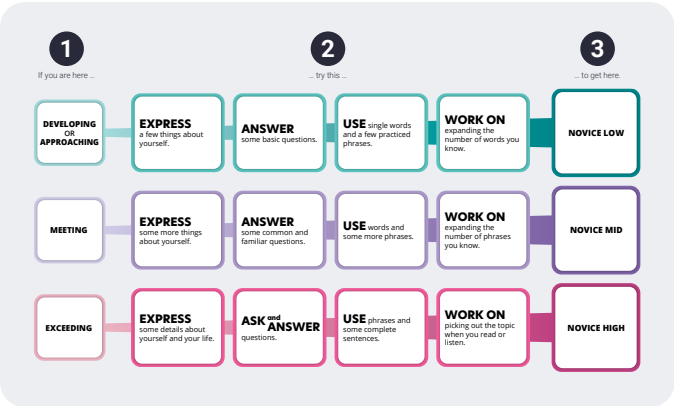 1
2
3
If you are here ...
... try this ...
... to get here.
DEVELOPING
OR
APPROACHING
EXPRESS
a few things about
yourself.
ANSWER
some basic questions.
USE single words
and a few practiced
phrases.
WORK ON
expanding the
number of words you
know.
NOVICE LOW
MEETING
EXPRESS
some more things
about yourself.
ANSWER
some common and
familiar questions.
USE words and
some more phrases.
WORK ON
expanding the
number of phrases
you know.
NOVICE MID
EXCEEDING
EXPRESS
some details about
yourself and your life.
ASK and
ANSWER
questions.
USE phrases and
some complete
sentences.
WORK ON
picking out the topic
when you read or
listen.
NOVICE HIGH